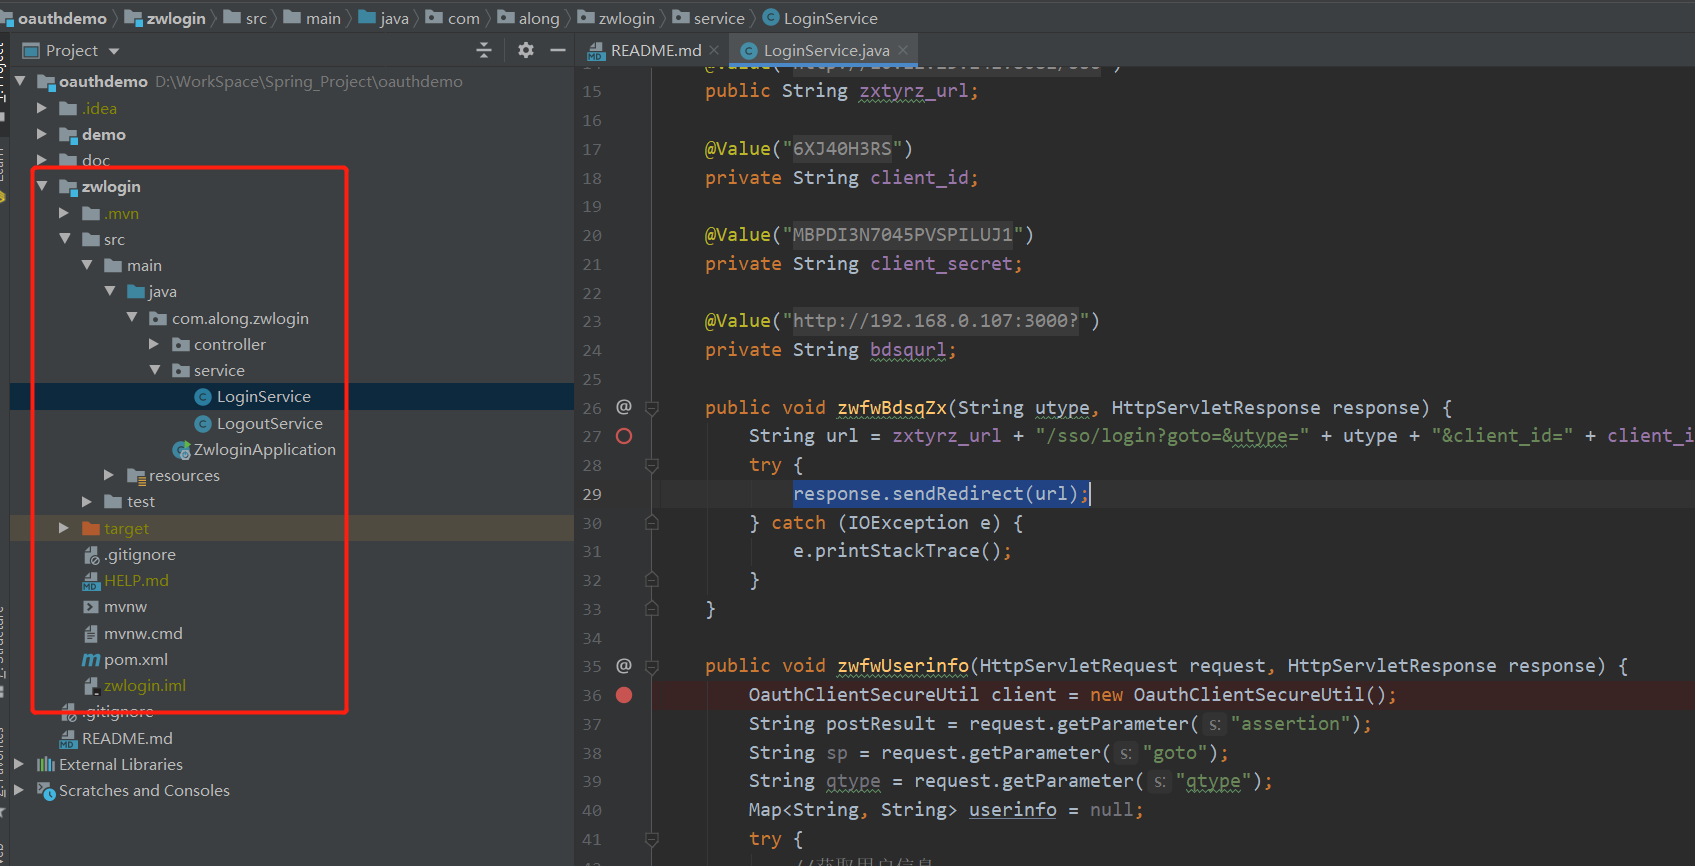 oauthdemo zwlogin src main java com along zwlogin service LoginService
Project
README.md LoginService.java
oauthdemo D:\WorkSpace\Spring_Project\oauthdemo
.idea
demo
doc
zwlogin
.mvn
src
main
java
com.along.zwlogin
controller
service
LoginService
LogoutService
ZwloginApplication
resources
test
target
.gitignore
HELP.md
mvnw
mvnw.cmd
pom.xml
zwlogin.iml
.gitignore
README.md
External Libraries
Scratches and Consoles
15 public String zxtyrz_url;
16
17 @Value("6XJ40H3RS")
18 private String client_id;
19
20 @Value("MBPDI3N7045PVSPILUJ1")
21 private String client_secret;
22
23 @Value("http://192.168.0.107:3000?")
24 private String bdsqurl;
25
26 @ public void zwfwBdsqZx(String utype, HttpServletResponse response) {
27 String url = zxtyrz_url + "/sso/login?goto=&utype=" + utype + "&client_id=" + client_i
28 try {
29 response.sendRedirect(url);
30 } catch (IOException e) {
31 e.printStackTrace();
32 }
33 }
34
35 @ public void zwfwUserinfo(HttpServletRequest request, HttpServletResponse response) {
36 OauthClientSecureUtil client = new OauthClientSecureUtil();
37 String postResult = request.getParameter( s: "assertion");
38 String sp = request.getParameter( s: "goto");
39 String qtype = request.getParameter( s: "qtype");
40 Map<String, String> userinfo = null;
41 try {
//获取用户信息